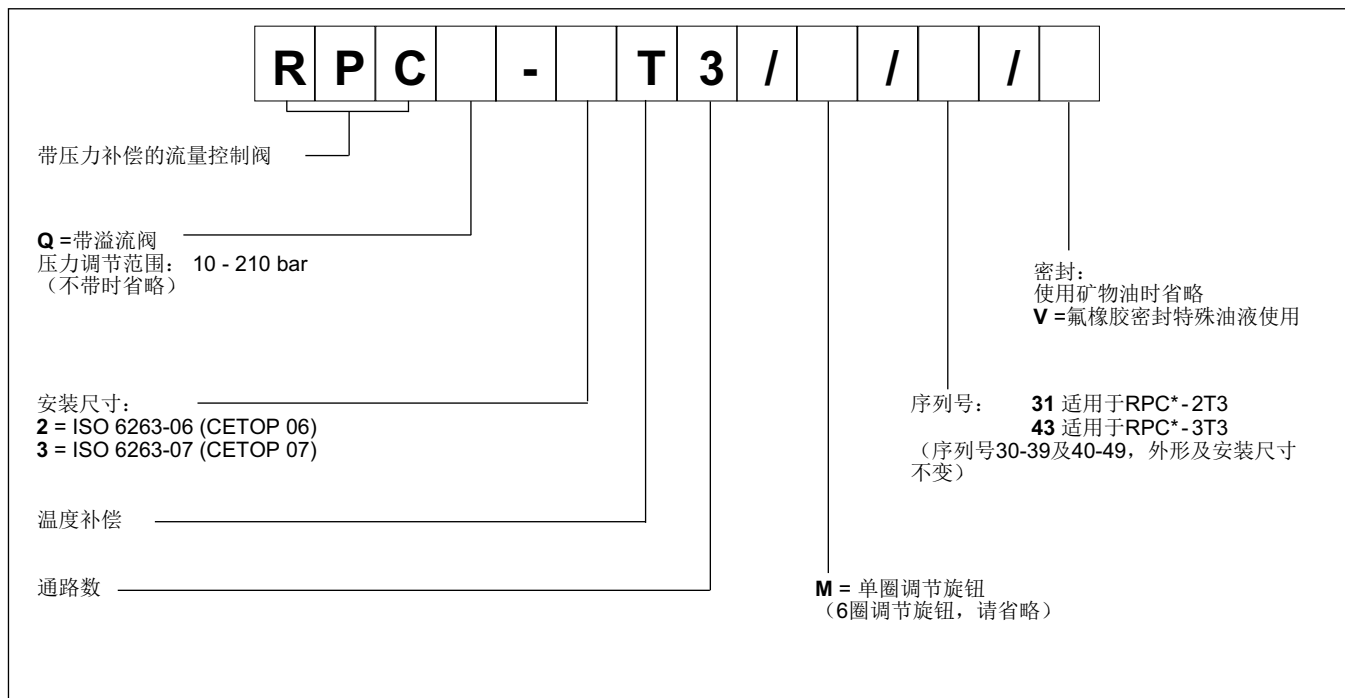 RPC - T3/ / /
带压力补偿的流量控制阀
Q =带溢流阀
压力调节范围: 10 - 210 bar
（不带时省略）
密封:
使用矿物油时省略
V =氟橡胶密封特殊油液使用
安装尺寸:
2 = ISO 6263-06 (CETOP 06)
3 = ISO 6263-07 (CETOP 07)
序列号: 31 适用于RPC*-2T3
43 适用于RPC*-3T3
（序列号30-39及40-49，外形及安装尺寸
不变）
温度补偿
通路数
M = 单圈调节旋钮
（6圈调节旋钮，请省略）